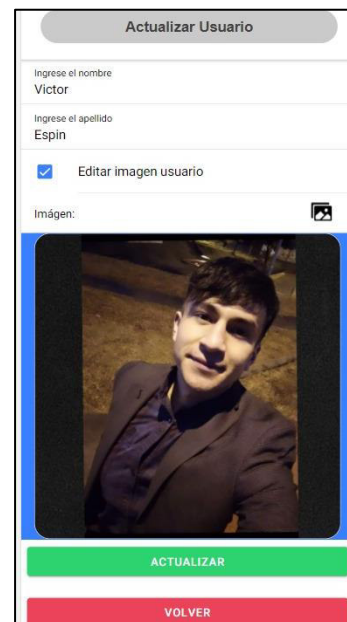 Actualizar Usuario
Ingrese el nombre
Victor
Ingrese el apellido
Espin
Editar imagen usuario
Imágen:
ACTUALIZAR
VOLVER